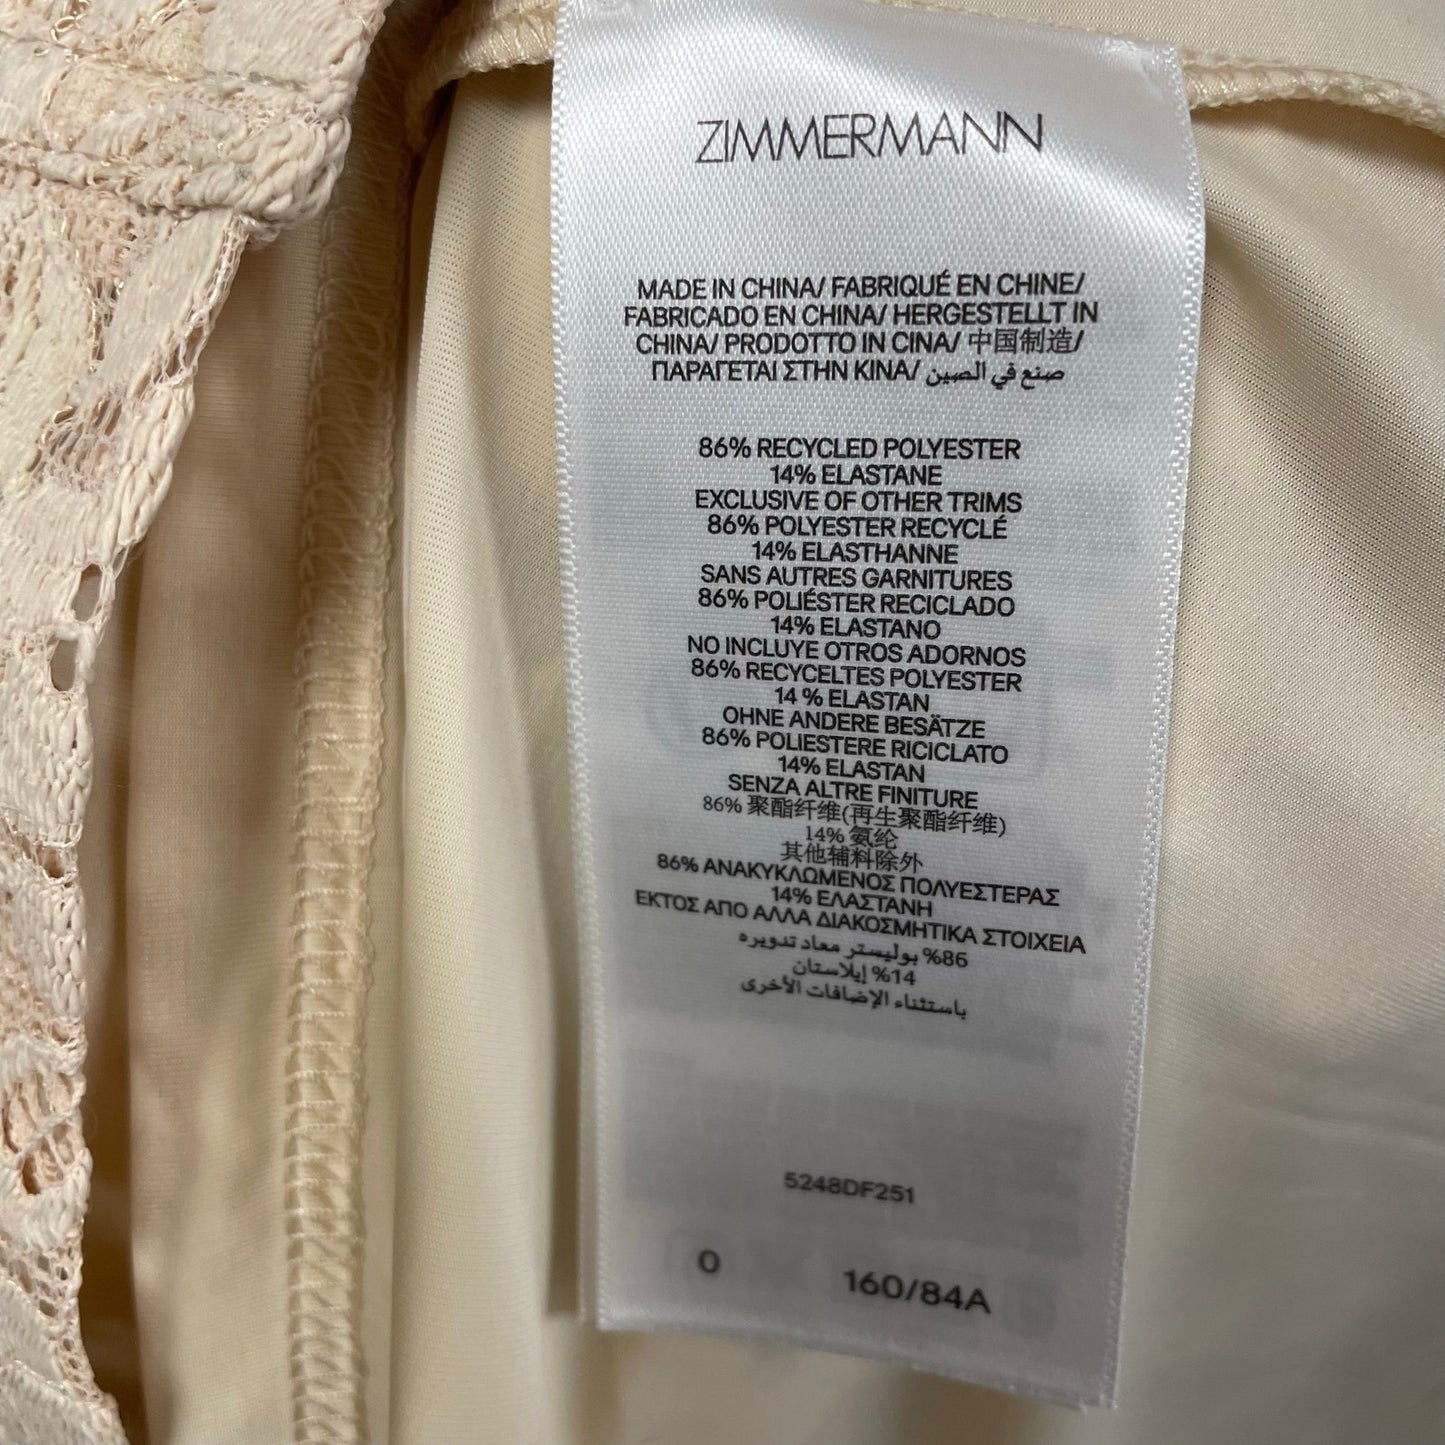 ZIMMERMANN
MADE IN CHINA/ FABRIQUÉ EN CHINE/
FABRICADO EN CHINA/ HERGESTELLT IN
CHINA/ PRODOTTO IN CINA/ 中国制造/
ΠΑΡΑΓΕΤΑΙ ΣΤΗΝ ΚΙΝΑ/ صنع في الصين
86% RECYCLED POLYESTER
14% ELASTANE
EXCLUSIVE OF OTHER TRIMS
86% POLYESTER RECYCLÉ
14% ELASTHANNE
SANS AUTRES GARNITURES
86% POLIÉSTER RECICLADO
14% ELASTANO
NO INCLUYE OTROS ADORNOS
86% RECYCELTES POLYESTER
14 % ELASTAN
OHNE ANDERE BESÄTZE
86% POLIESTERE RICICLATO
14% ELASTAN
SENZA ALTRE FINITURE
86% 聚酯纤维(再生聚酯纤维)
14% 氨纶
其他辅料除外
86% ΑΝΑΚΥΚΛΩΜΕΝΟΣ ΠΟΛΥΕΣΤΕΡΑΣ
14% ΕΛΑΣΤΑΝΗ
ΕΚΤΟΣ ΑΠΟ ΑΛΛΑ ΔΙΑΚΟΣΜΗΤΙΚΑ ΣΤΟΙΧΕΙΑ
86% بوليستر معاد تدويره
14% إيلاستان
باستثناء الإضافات الأخرى
5248DF251
0 160/84A